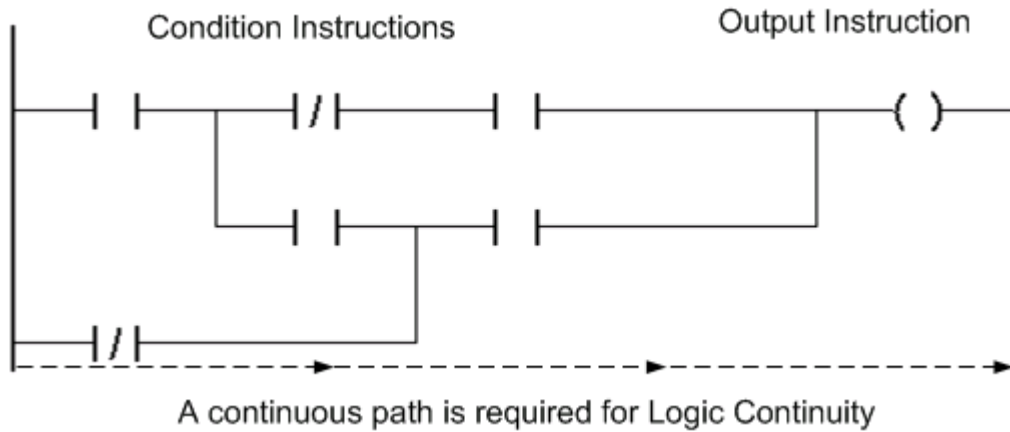 Condition Instructions
Output Instruction
A continuous path is required for Logic Continuity